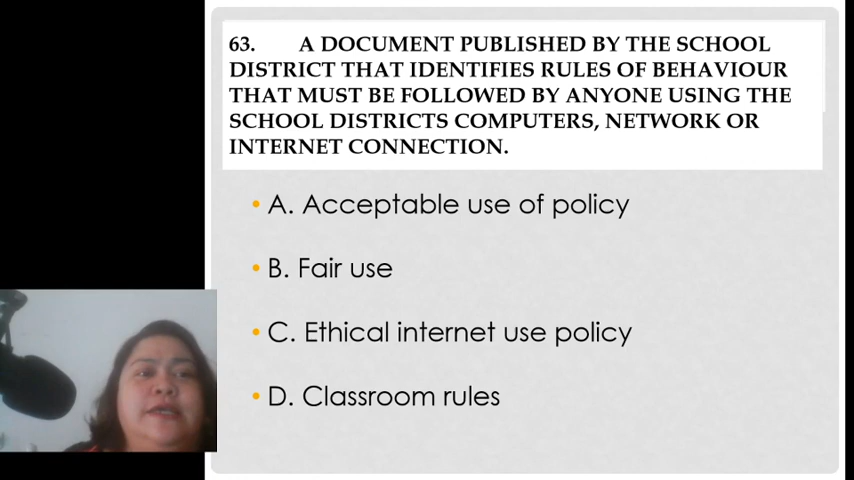 63. A DOCUMENT PUBLISHED BY THE SCHOOL
DISTRICT THAT IDENTIFIES RULES OF BEHAVIOUR
THAT MUST BE FOLLOWED BY ANYONE USING THE
SCHOOL DISTRICTS COMPUTERS, NETWORK OR
INTERNET CONNECTION.
• A. Acceptable use of policy
• B. Fair use
• C. Ethical internet use policy
• D. Classroom rules